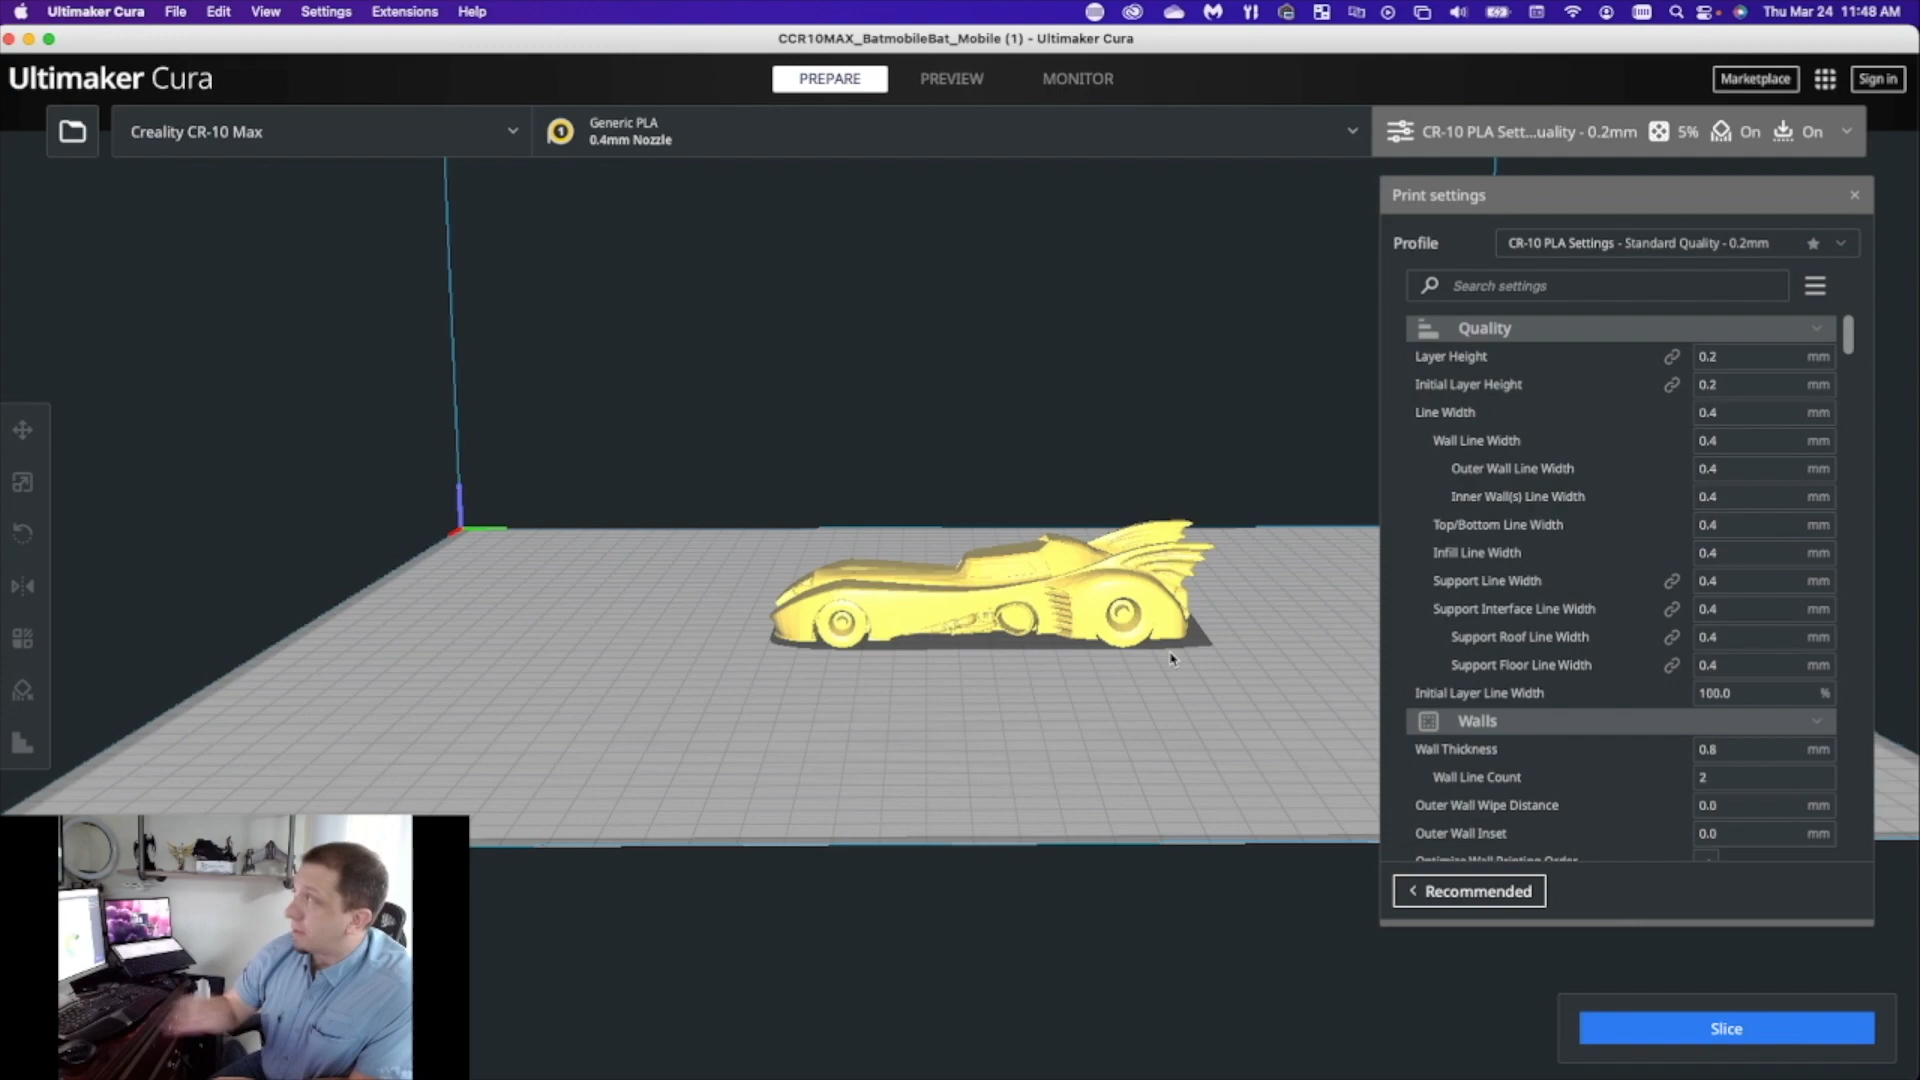 Ultimaker Cura File Edit View Settings Extensions Help Thu Mar 24 11:48 AM
CCR10MAX_BatmobileBat_Mobile (1) - Ultimaker Cura
Ultimaker Cura PREPARE PREVIEW MONITOR Marketplace Sign in
Creality CR-10 Max
1 Generic PLA
0.4mm Nozzle
CR-10 PLA Sett...uality - 0.2mm 5% On On
Print settings
Profile CR-10 PLA Settings - Standard Quality - 0.2mm
Search settings
Quality
Layer Height 0.2 mm
Initial Layer Height 0.2 mm
Line Width 0.4 mm
Wall Line Width 0.4 mm
Outer Wall Line Width 0.4 mm
Inner Wall(s) Line Width 0.4 mm
Top/Bottom Line Width 0.4 mm
Infill Line Width 0.4 mm
Support Line Width 0.4 mm
Support Interface Line Width 0.4 mm
Support Roof Line Width 0.4 mm
Support Floor Line Width 0.4 mm
Initial Layer Line Width 100.0 %
Walls
Wall Thickness 0.8 mm
Wall Line Count 2
Outer Wall Wipe Distance 0.0 mm
Outer Wall Inset 0.0 mm
Optimize Wall Printing Order
Recommended
Slice